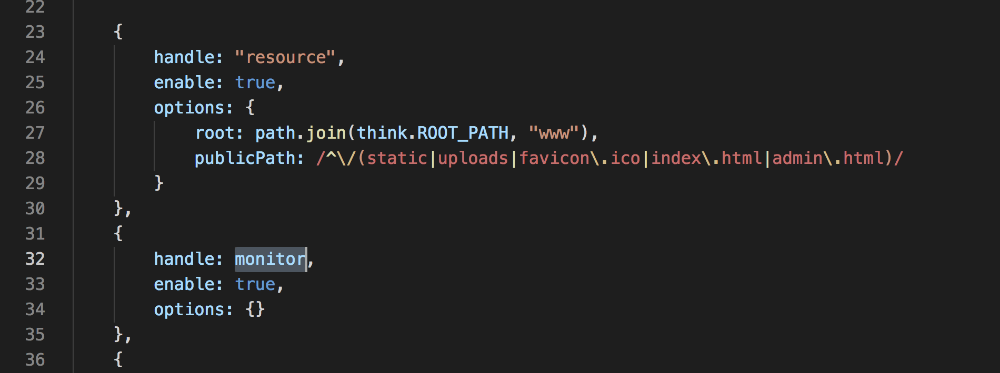 22
23 {
24 handle: "resource",
25 enable: true,
26 options: {
27 root: path.join(think.ROOT_PATH, "www"),
28 publicPath: /^\/(static|uploads|favicon\.ico|index\.html|admin\.html)/
29 }
30 },
31 {
32 handle: monitor,
33 enable: true,
34 options: {}
35 },
36 {